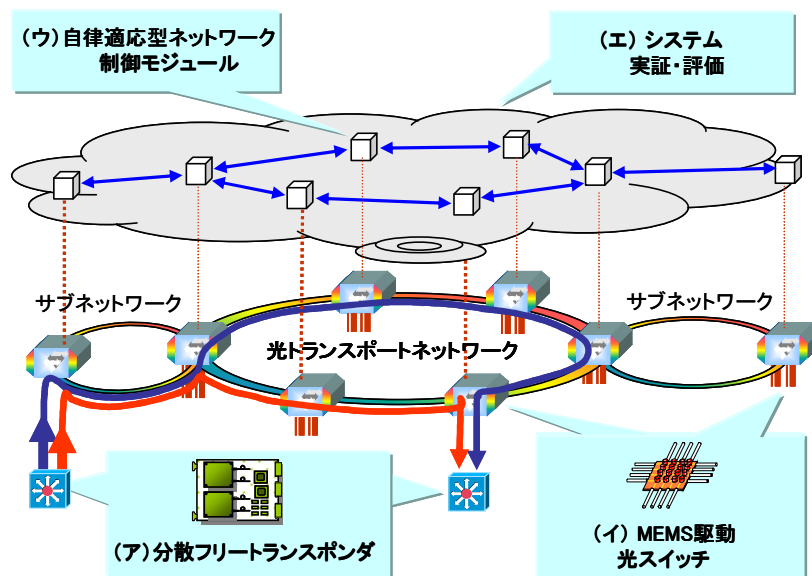 (ウ) 自律適応型ネットワーク
制御モジュール
(エ) システム
実証・評価
サブネットワーク
サブネットワーク
光トランスポートネットワーク
(ア) 分散フリートランスポンダ
(イ) MEMS駆動
光スイッチ